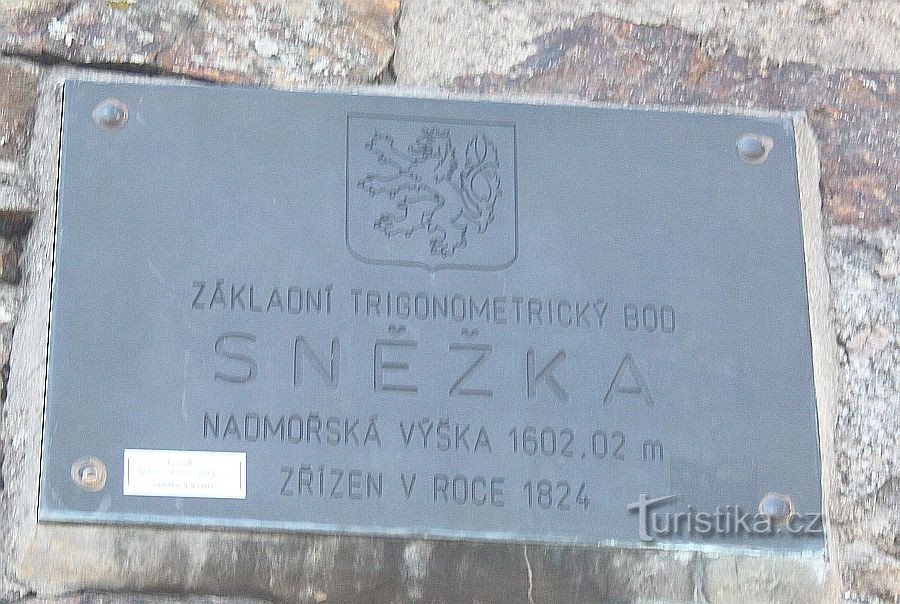 ZÁKLADNÍ TRIGONOMETRICKÝ BOD
SNĚŽKA
NADMOŘSKÁ VÝŠKA 1602.02 m
ZŘÍZEN V ROCE 1824
Turistika.cz